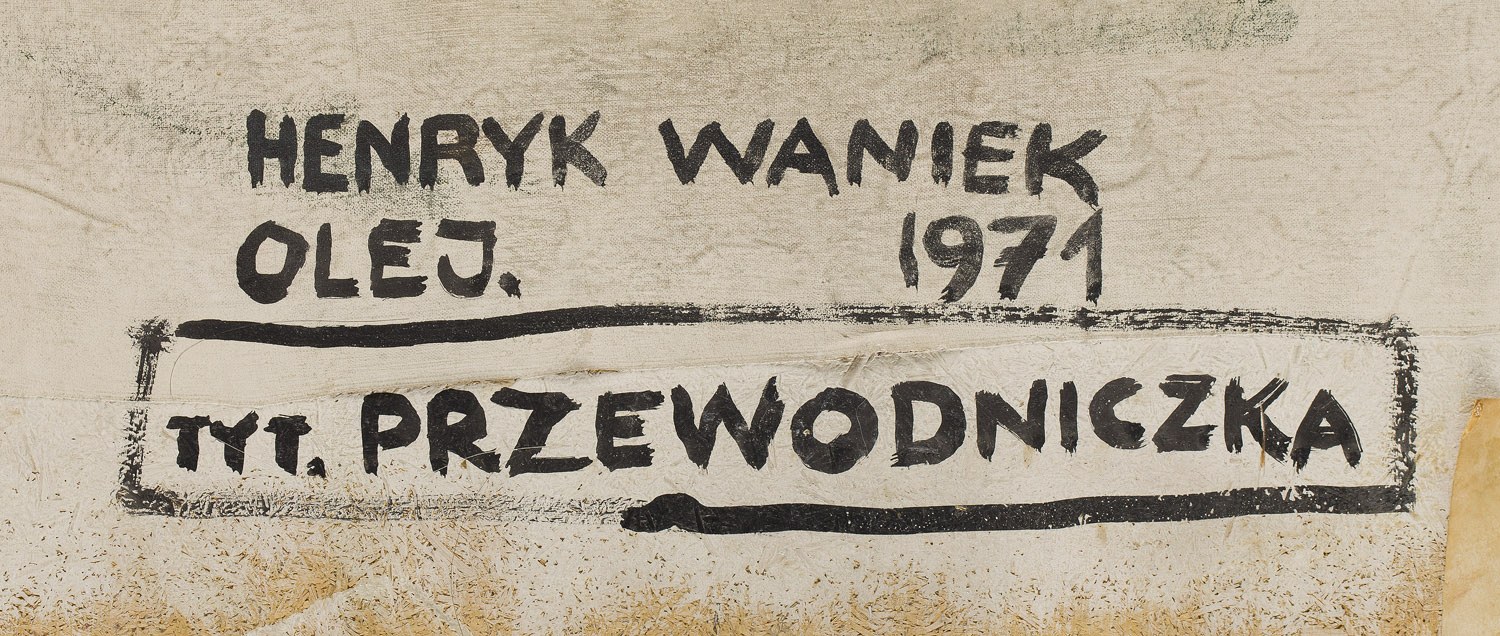 HENRYK WANIEK
OLEJ. 1971
TYT. PRZEWODNICZKA